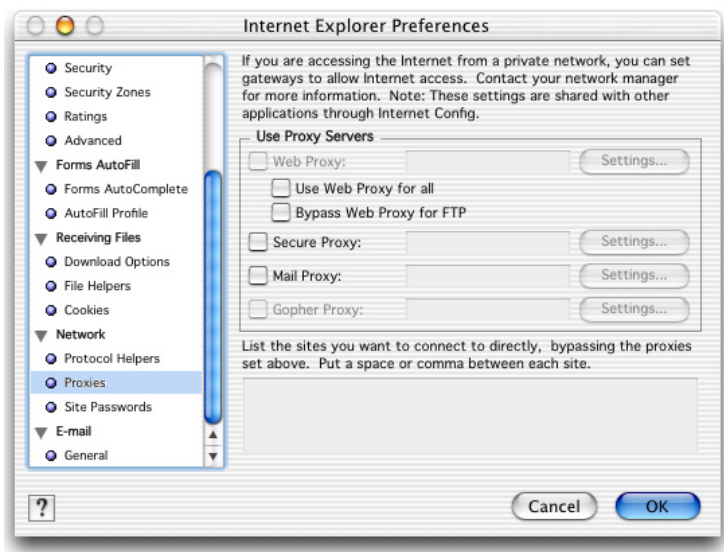 Internet Explorer Preferences
Security
Security Zones
Ratings
Advanced
Forms AutoFill
Forms AutoComplete
AutoFill Profile
Receiving Files
Download Options
File Helpers
Cookies
Network
Protocol Helpers
Proxies
Site Passwords
E-mail
General
If you are accessing the Internet from a private network, you can set
gateways to allow Internet access.  Contact your network manager
for more information.  Note: These settings are shared with other
applications through Internet Config.
Use Proxy Servers
Web Proxy: Settings...
Use Web Proxy for all
Bypass Web Proxy for FTP
Secure Proxy: Settings...
Mail Proxy: Settings...
Gopher Proxy: Settings...
List the sites you want to connect to directly,  bypassing the proxies
set above.  Put a space or comma between each site.
?
Cancel OK